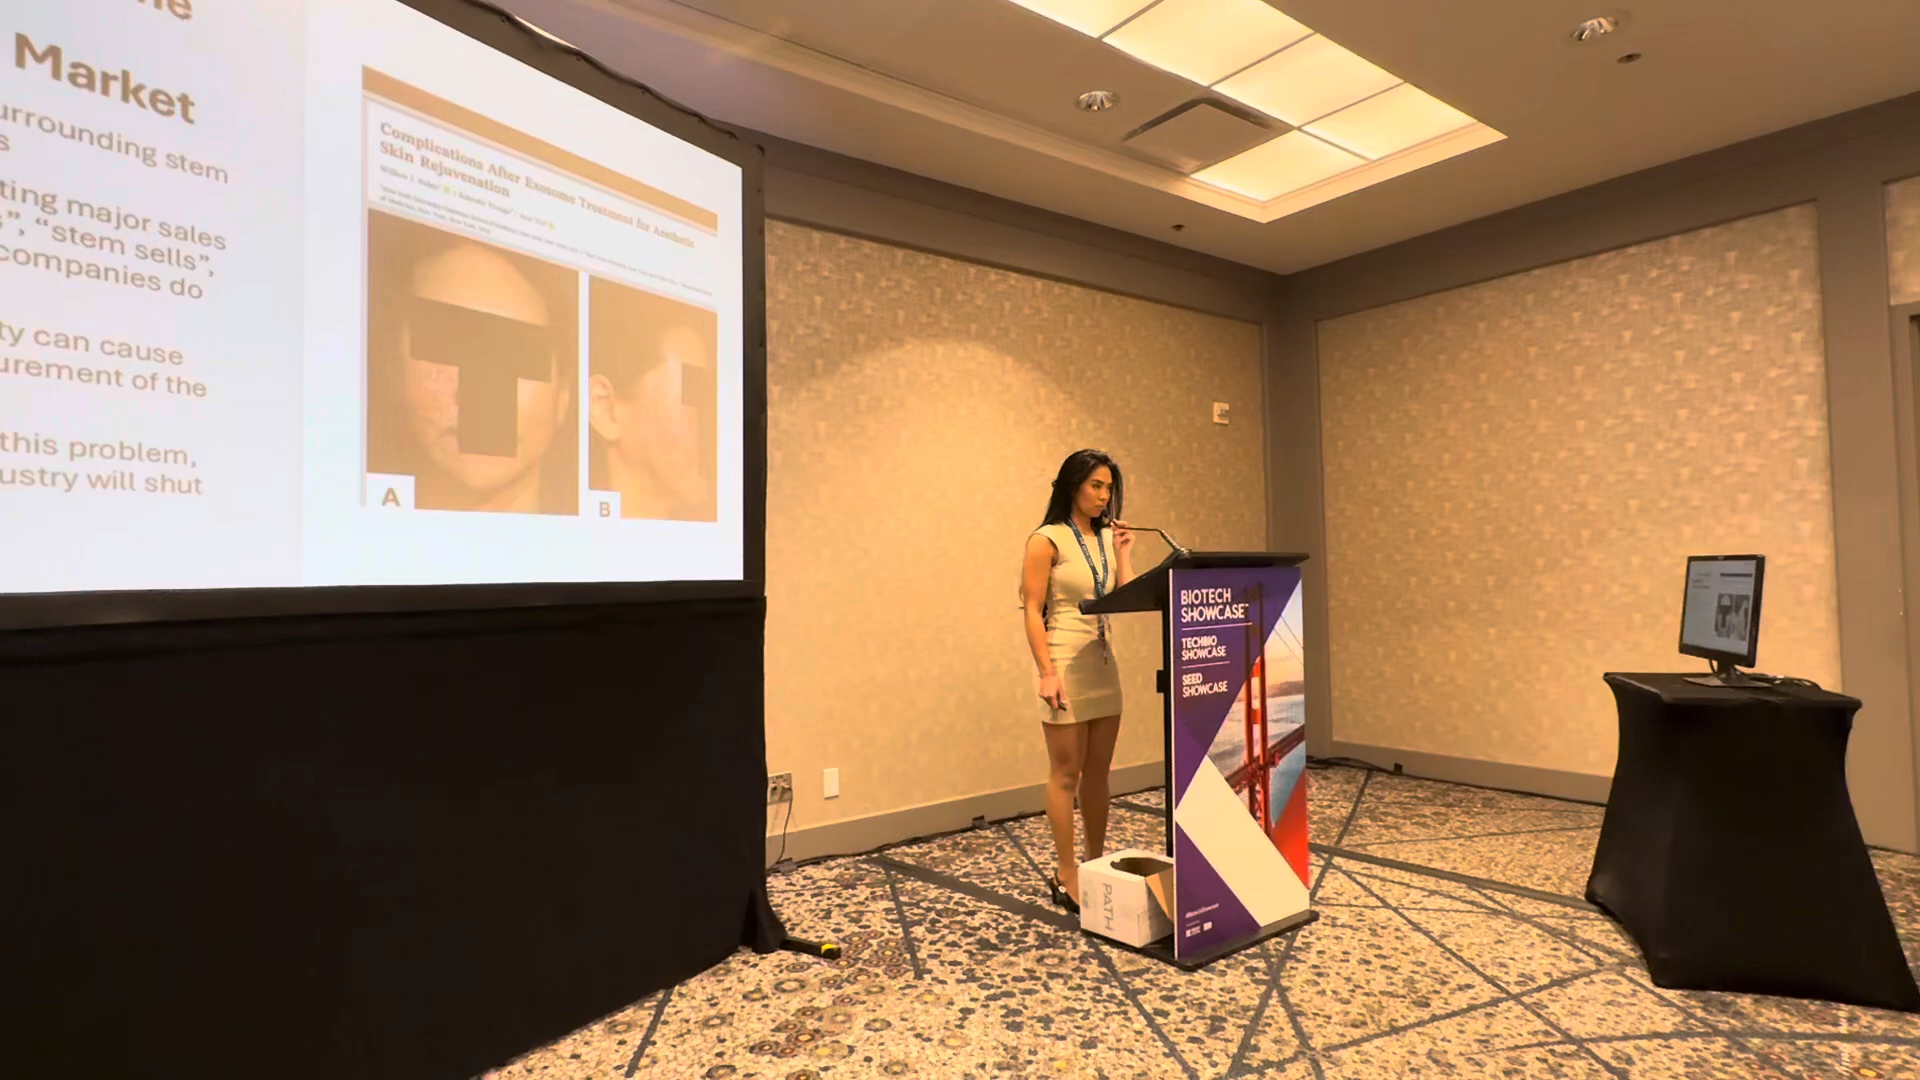 Market
urrounding stem
s
ting major sales
”, “stem sells”,
companies do
ty can cause
urement of the
this problem,
ustry will shut
Complications After Exosome Treatment for Aesthetic
Skin Rejuvenation
A
B
BIOTECH
SHOWCASE™
TECHBIO
SHOWCASE
SEED
SHOWCASE
PATH